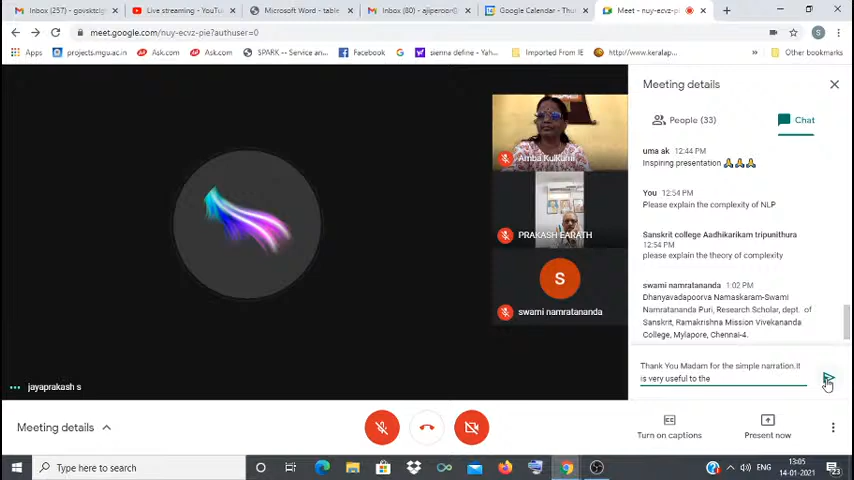 Inbox (257) - govsktclg
Live streaming - YouTu
Microsoft Word - table
Inbox (80) - ajiperoor@
Google Calendar - Thu
Meet - nuy-ecvz-pi
meet.google.com/nuy-ecvz-pie?authuser=0
Apps
projects.mgu.ac.in
Ask.com
Ask.com
SPARK -- Service an...
Facebook
G
sienna define - Yah...
Imported From IE
http://www.keralap...
»
Other bookmarks
Meeting details
People (33)
Chat
uma ak 12:44 PM
Inspiring presentation 🙏🙏🙏
You 12:54 PM
Please explain the complexity of NLP
Sanskrit college Aadhikarikam tripunithura
12:54 PM
please explain the theory of complexity
swami namratananda 1:02 PM
Dhanyavadapoorva Namaskaram-Swami
Namratananda Puri, Research Scholar, dept. of
Sanskrit, Ramakrishna Mission Vivekananda
College, Mylapore, Chennai-4.
Thank You Madam for the simple narration.It
is very useful to the
Amba Kulkarni
PRAKASH EARATH
S
swami namratananda
jayaprakash s
Meeting details
Turn on captions
Present now
Type here to search
ENG
13:05
14-01-2021
23